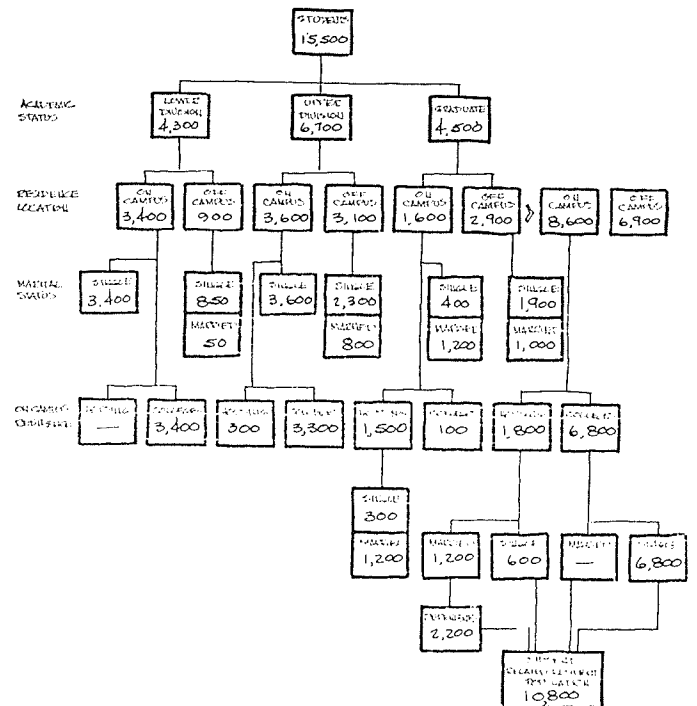 STUDENTS
15,500
ACADEMIC
STATUS
LOWER
DIVISION
4,300
UPPER
DIVISION
6,700
GRADUATE
4,500
RESIDENCE
LOCATION
ON
CAMPUS
3,400
OFF
CAMPUS
900
ON
CAMPUS
3,600
OFF
CAMPUS
3,100
ON
CAMPUS
1,600
OFF
CAMPUS
2,900
ON
CAMPUS
8,600
OFF
CAMPUS
6,900
MARITAL
STATUS
SINGLE
3,400
SINGLE
850
MARRIED
50
SINGLE
3,600
SINGLE
2,300
MARRIED
800
SINGLE
400
MARRIED
1,200
SINGLE
1,900
MARRIED
1,000
ON CAMPUS
—
3,400
300
3,300
1,500
100
1,800
6,800
SINGLE
300
MARRIED
1,200
MARRIED
1,200
SINGLE
600
MARRIED
—
SINGLE
6,800
2,200
10,800